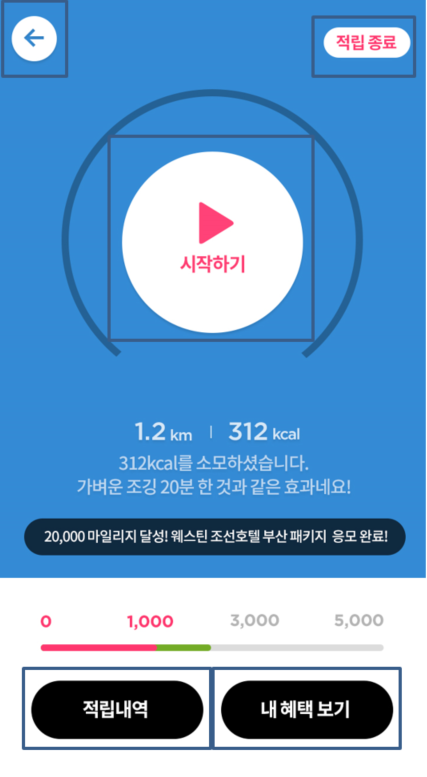 적립 종료
시작하기
1.2 km | 312 kcal
312kcal를 소모하셨습니다.
가벼운 조깅 20분 한 것과 같은 효과네요!
20,000 마일리지 달성! 웨스틴 조선호텔 부산 패키지 응모 완료!
0 1,000 3,000 5,000
적립내역 내 혜택 보기